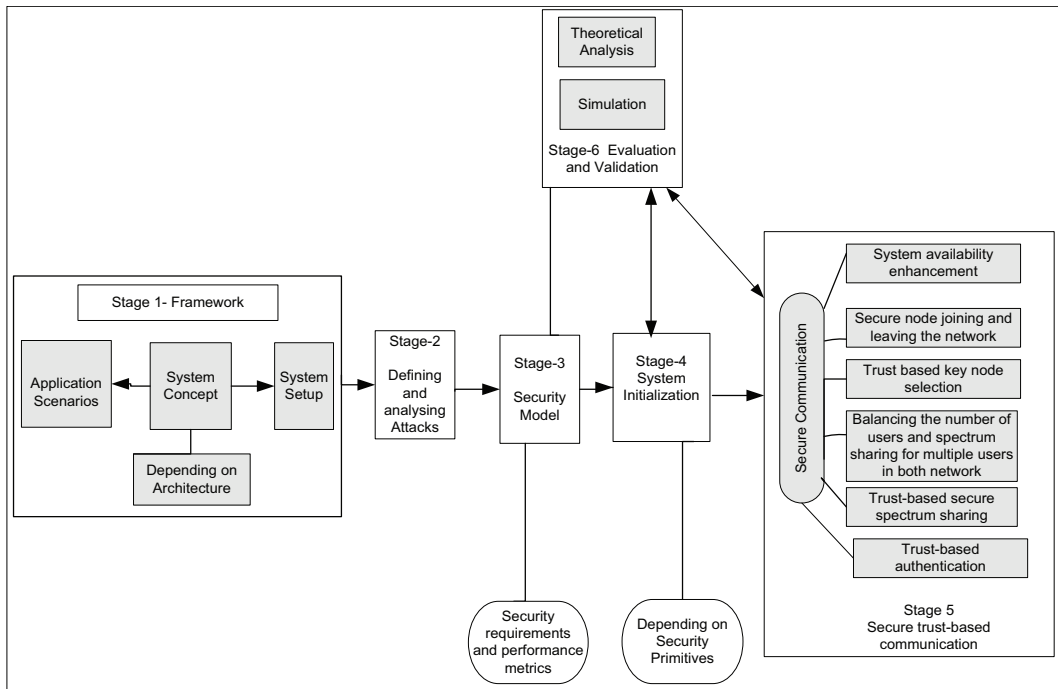 Theoretical
Analysis
Simulation
Stage-6 Evaluation
and Validation
Stage 1- Framework
Application
Scenarios
System
Concept
System
Setup
Depending on
Architecture
Stage-2
Defining
and
analysing
Attacks
Stage-3
Security
Model
Stage-4
System
Initialization
Security
requirements
and performance
metrics
Depending on
Security
Primitives
Secure Communication
System availability
enhancement
Secure node joining and
leaving the network
Trust based key node
selection
Balancing the number of
users and spectrum
sharing for multiple users
in both network
Trust-based secure
spectrum sharing
Trust-based
authentication
Stage 5
Secure trust-based
communication